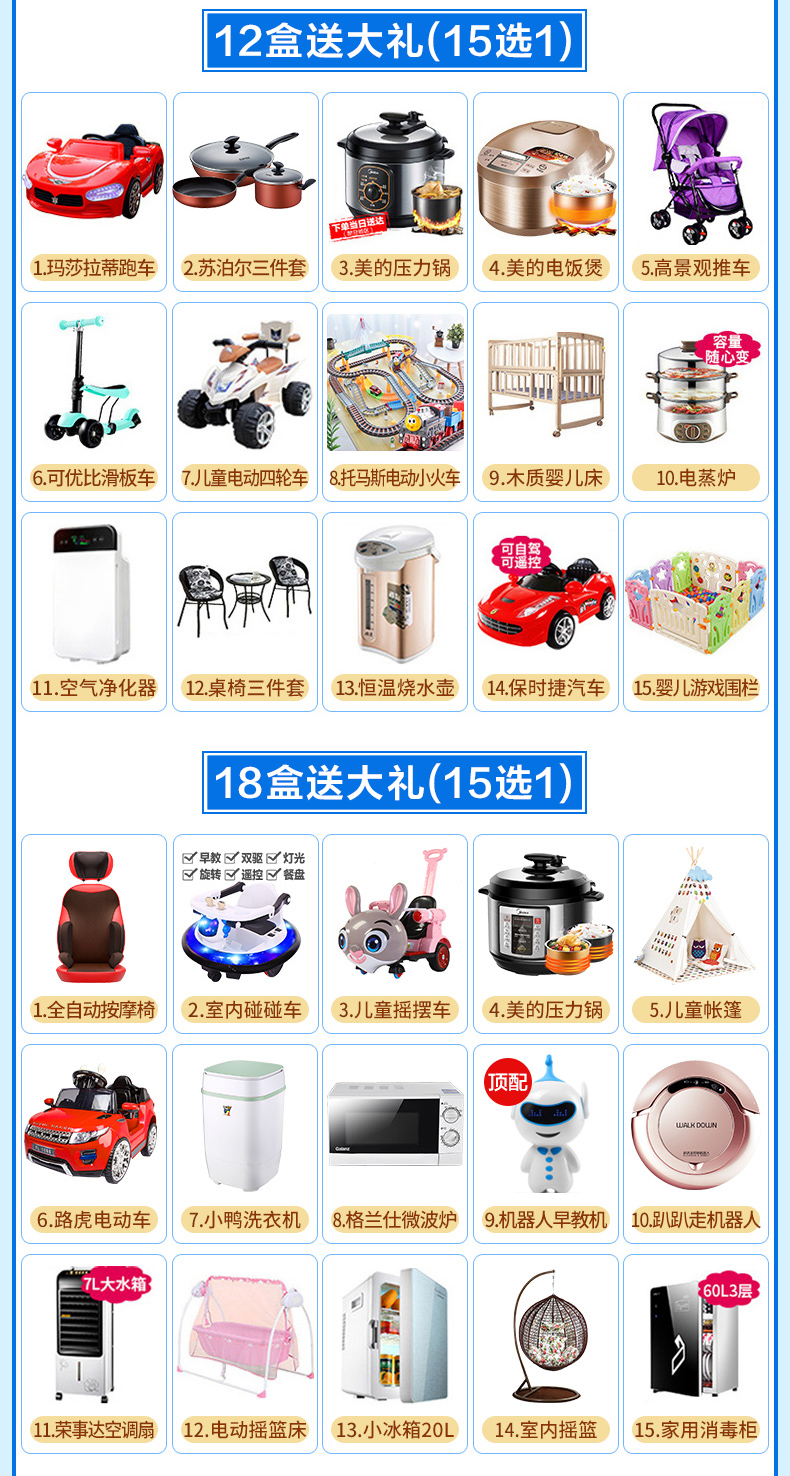 12盒送大礼(15选1)
下单当日送达
1.玛莎拉蒂跑车
2.苏泊尔三件套
3.美的压力锅
4.美的电饭煲
5.高景观推车
容量
随心变
6.可优比滑板车
7.儿童电动四轮车
8.托马斯电动小火车
9.木质婴儿床
10.电蒸炉
可自驾
可遥控
11.空气净化器
12.桌椅三件套
13.恒温烧水壶
14.保时捷汽车
15.婴儿游戏围栏
18盒送大礼(15选1)
早教 双驱 灯光
旋转 遥控 餐盘
1.全自动按摩椅
2.室内碰碰车
3.儿童摇摆车
4.美的压力锅
5.儿童帐篷
Galanz
顶配
WALK DOWN
6.路虎电动车
7.小鸭洗衣机
8.格兰仕微波炉
9.机器人早教机
10.趴趴走机器人
7L大水箱
60L3层
11.荣事达空调扇
12.电动摇篮床
13.小冰箱20L
14.室内摇篮
15.家用消毒柜